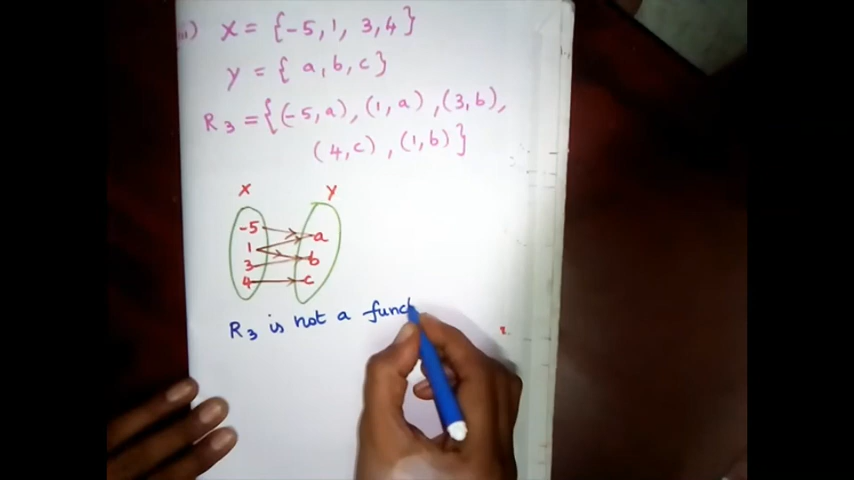 iii) X = {-5, 1, 3, 4}
Y = {a, b, c}
R3 = {(-5, a), (1, a), (3, b),
(4, c), (1, b)}
X Y
-5 a
1
3 b
4 c
R3 is not a func